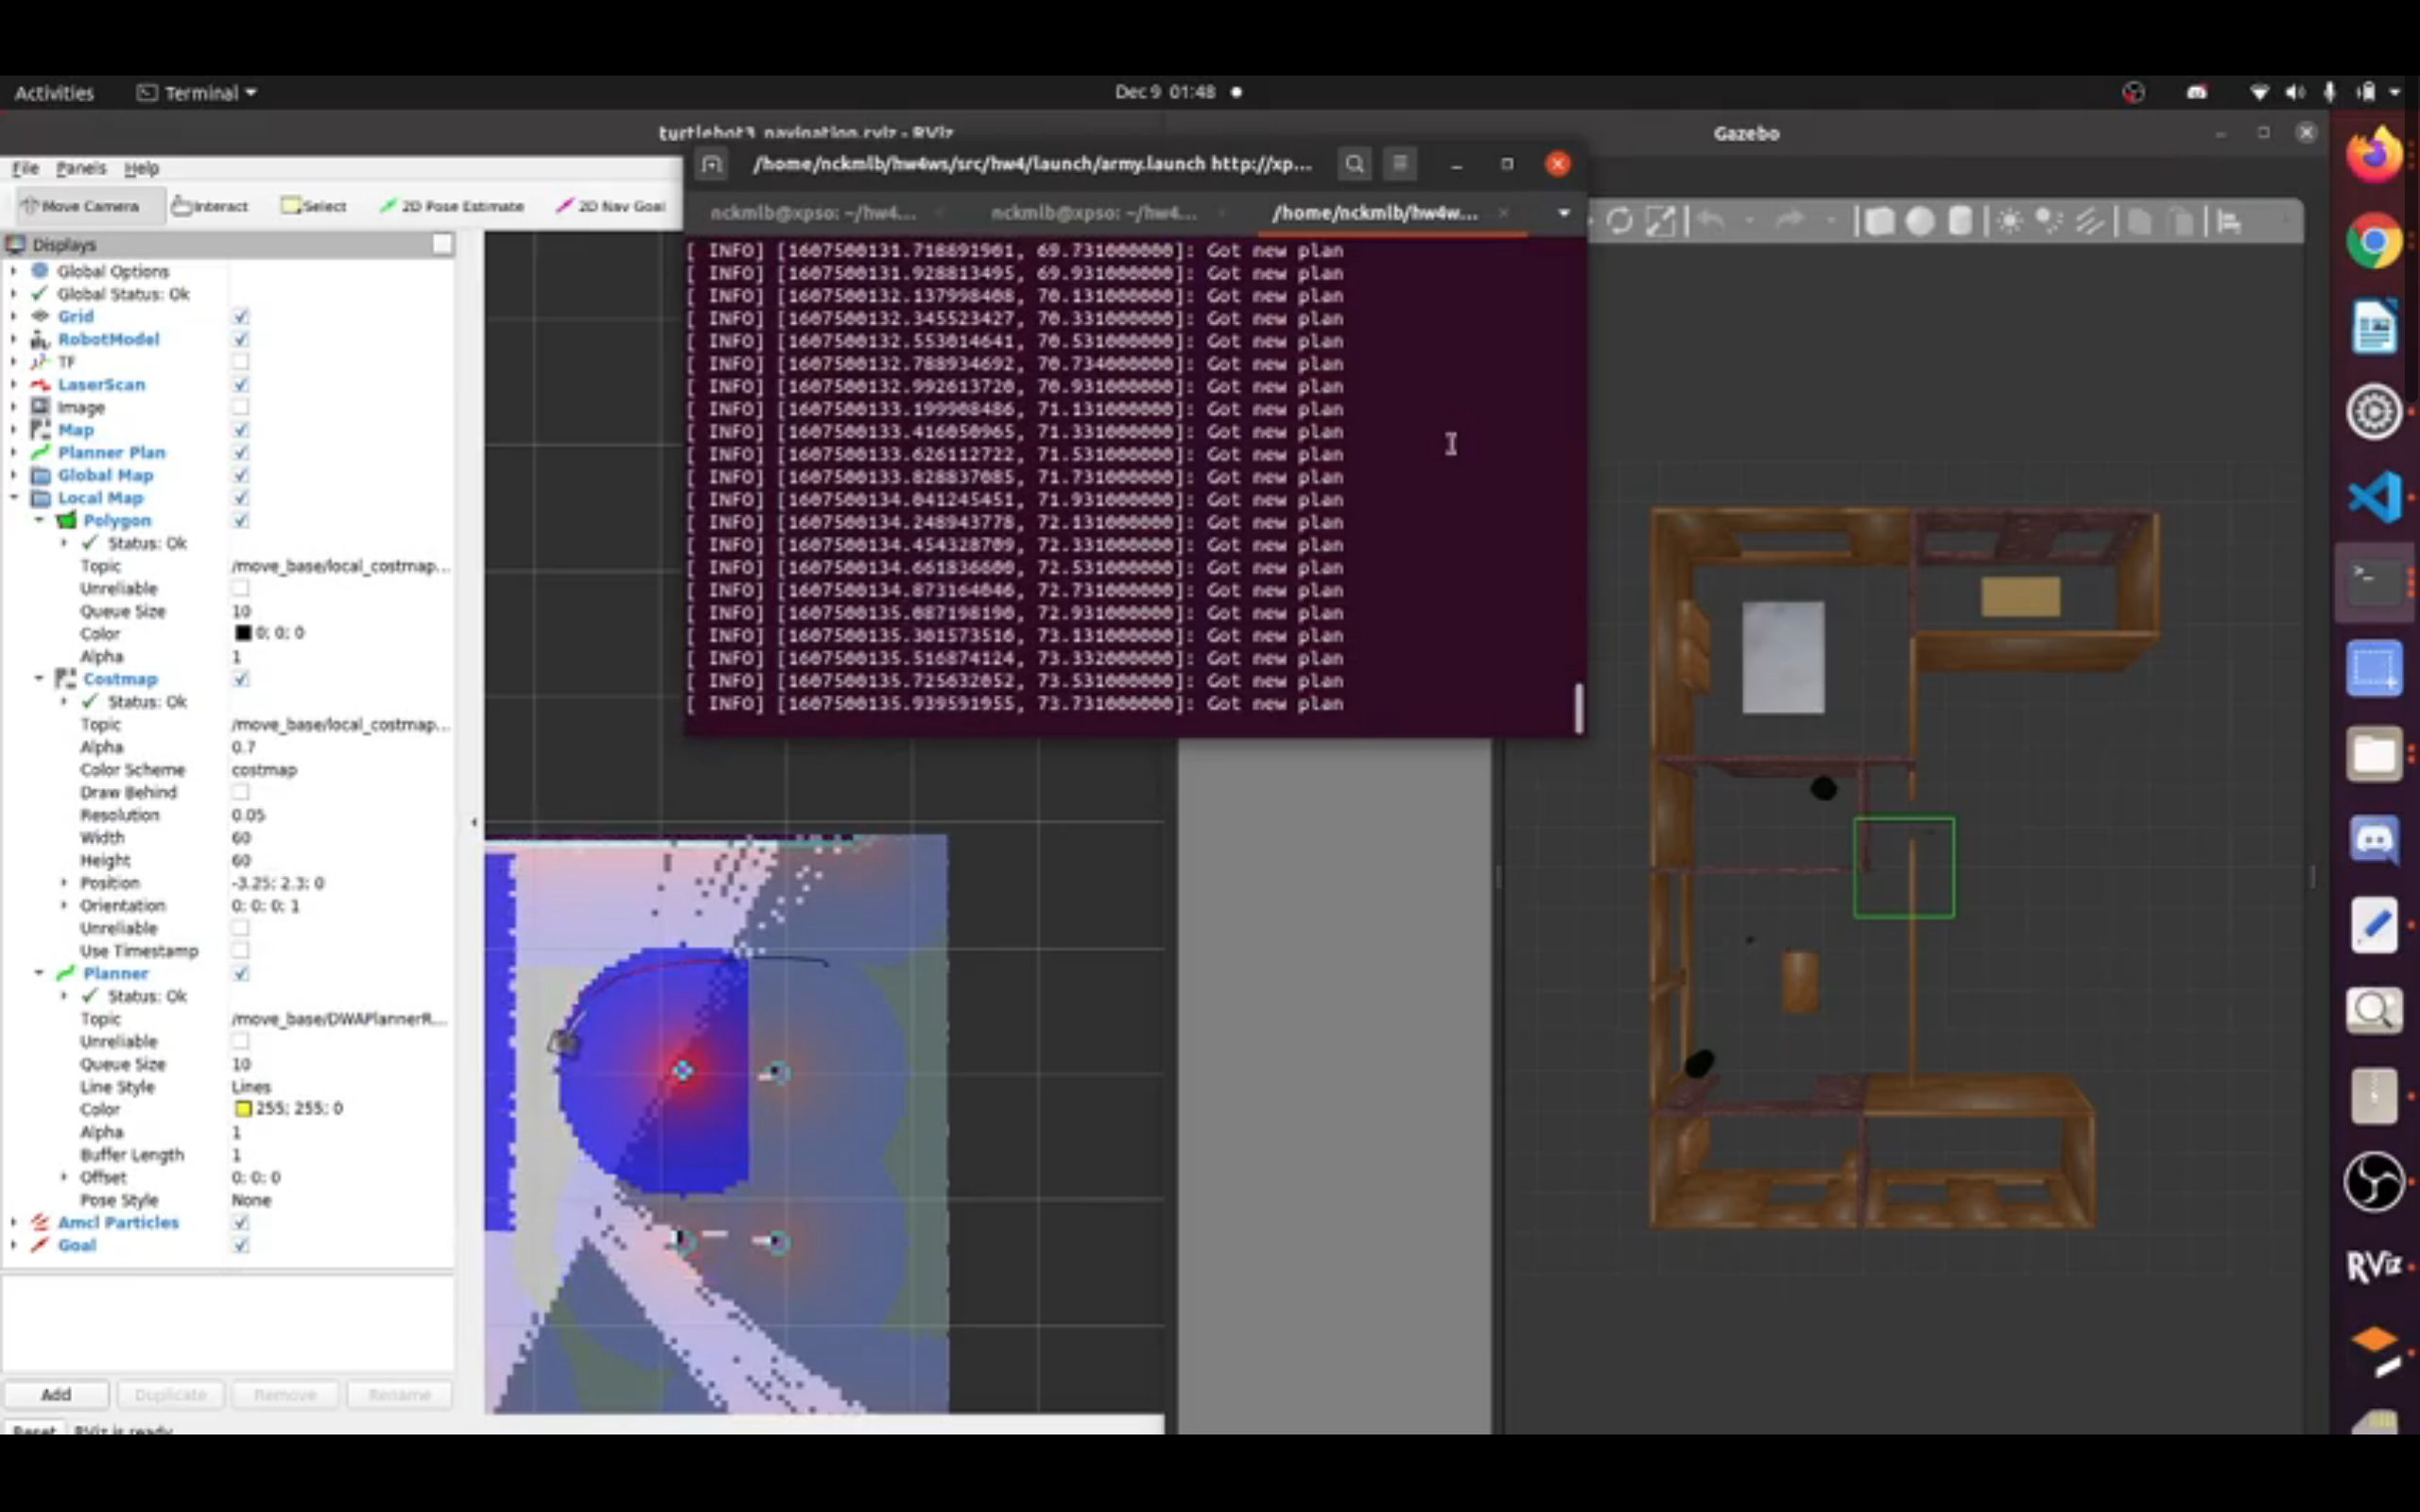 Activities
Terminal
Dec 9 01:48
turtlebot3_navigation.rviz - RViz
Gazebo
/home/nckmlb/hw4ws/src/hw4/launch/army.launch http://xp...
File Panels Help
Move Camera Interact Select 2D Pose Estimate 2D Nav Goal
nckmlb@xpso: ~/hw4... nckmlb@xpso: ~/hw4... /home/nckmlb/hw4w...
Displays
Global Options
Global Status: Ok
Grid
RobotModel
TF
LaserScan
Image
Map
Planner Plan
Global Map
Local Map
Polygon
Status: Ok
Topic /move_base/local_costmap...
Unreliable
Queue Size 10
Color 0; 0; 0
Alpha 1
Costmap
Status: Ok
Topic /move_base/local_costmap...
Alpha 0.7
Color Scheme costmap
Draw Behind
Resolution 0.05
Width 60
Height 60
Position -3.25; 2.3; 0
Orientation 0; 0; 0; 1
Unreliable
Use Timestamp
Planner
Status: Ok
Topic /move_base/DWAPlannerR...
Unreliable
Queue Size 10
Line Style Lines
Color 255; 255; 0
Alpha 1
Buffer Length 1
Offset 0; 0; 0
Pose Style None
Amcl Particles
Goal
Add Duplicate Remove Rename
Reset RViz is ready.
[ INFO] [1607500131.718891901, 69.731000000]: Got new plan
[ INFO] [1607500131.928813495, 69.931000000]: Got new plan
[ INFO] [1607500132.137998408, 70.131000000]: Got new plan
[ INFO] [1607500132.345523427, 70.331000000]: Got new plan
[ INFO] [1607500132.553014641, 70.531000000]: Got new plan
[ INFO] [1607500132.788934692, 70.734000000]: Got new plan
[ INFO] [1607500132.992613720, 70.931000000]: Got new plan
[ INFO] [1607500133.199908486, 71.131000000]: Got new plan
[ INFO] [1607500133.416050965, 71.331000000]: Got new plan
[ INFO] [1607500133.626112722, 71.531000000]: Got new plan
[ INFO] [1607500133.828837085, 71.731000000]: Got new plan
[ INFO] [1607500134.041245451, 71.931000000]: Got new plan
[ INFO] [1607500134.248943778, 72.131000000]: Got new plan
[ INFO] [1607500134.454328709, 72.331000000]: Got new plan
[ INFO] [1607500134.661836600, 72.531000000]: Got new plan
[ INFO] [1607500134.873164046, 72.731000000]: Got new plan
[ INFO] [1607500135.087198190, 72.931000000]: Got new plan
[ INFO] [1607500135.301573516, 73.131000000]: Got new plan
[ INFO] [1607500135.516874124, 73.332000000]: Got new plan
[ INFO] [1607500135.725632052, 73.531000000]: Got new plan
[ INFO] [1607500135.939591955, 73.731000000]: Got new plan
RViz